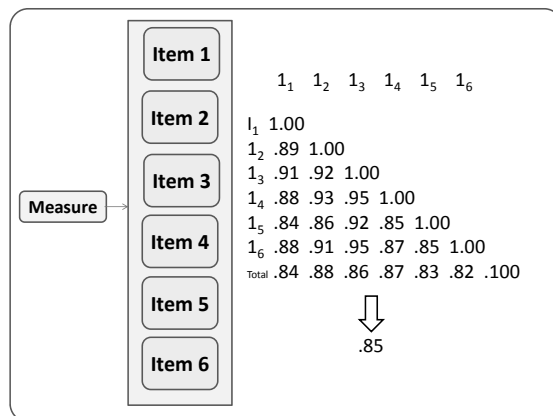 Item 1
Item 2
Item 3
Measure
Item 4
Item 5
Item 6
1₁ 1₂ 1₃ 1₄ 1₅ 1₆
I₁ 1.00
1₂ .89 1.00
1₃ .91 .92 1.00
1₄ .88 .93 .95 1.00
1₅ .84 .86 .92 .85 1.00
1₆ .88 .91 .95 .87 .85 1.00
Total .84 .88 .86 .87 .83 .82 .100
.85